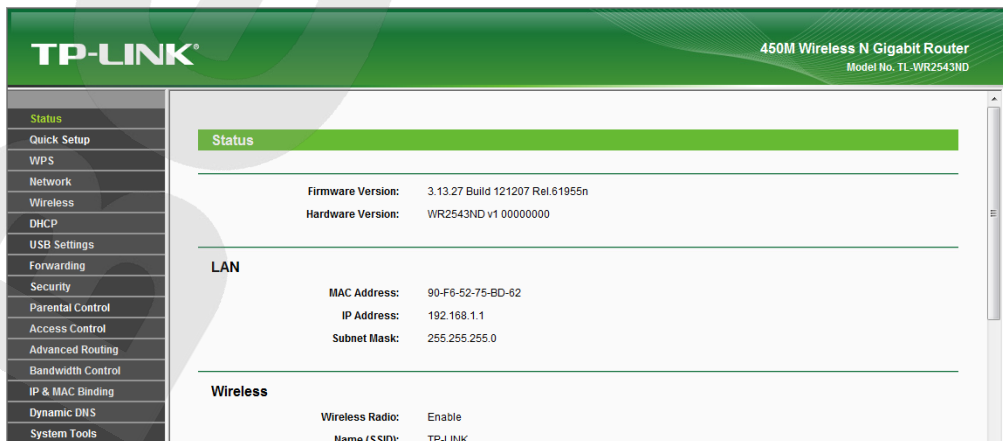 TP-LINK®
450M Wireless N Gigabit Router
Model No. TL-WR2543ND
Status
Quick Setup
WPS
Network
Wireless
DHCP
USB Settings
Forwarding
Security
Parental Control
Access Control
Advanced Routing
Bandwidth Control
IP & MAC Binding
Dynamic DNS
System Tools
Status
Firmware Version: 3.13.27 Build 121207 Rel.61955n
Hardware Version: WR2543ND v1 00000000
LAN
MAC Address: 90-F6-52-75-BD-62
IP Address: 192.168.1.1
Subnet Mask: 255.255.255.0
Wireless
Wireless Radio: Enable
Name (SSID): TP-LINK